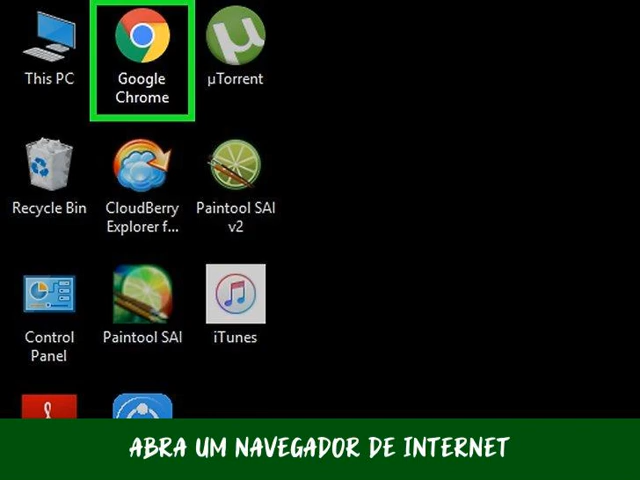 This PC
Google
Chrome
µTorrent
Recycle Bin
CloudBerry
Explorer f...
Paintool SAI
v2
Control
Panel
Paintool SAI
iTunes
ABRA UM NAVEGADOR DE INTERNET